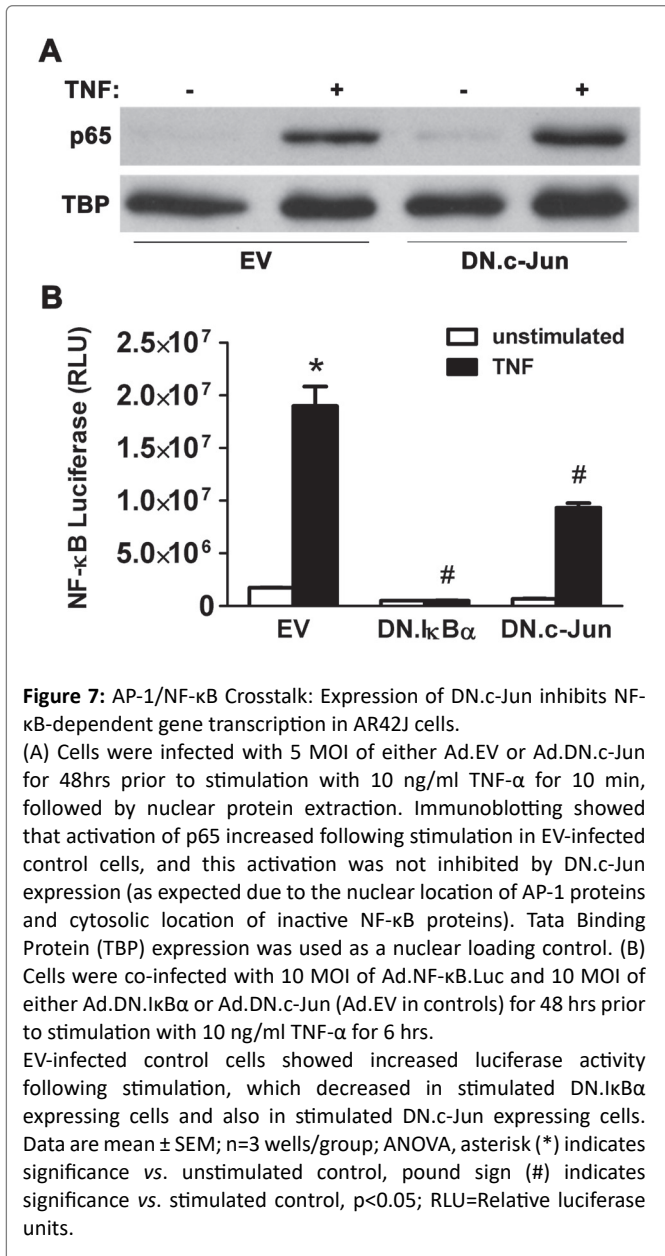 A
TNF: - + - +
p65
TBP
EV DN.c-Jun
B
NF-κB Luciferase (RLU)
2.5×10⁷
2.0×10⁷
1.5×10⁷
1.0×10⁷
5.0×10⁶
0
unstimulated
TNF
*
#
#
EV DN.IκBα DN.c-Jun
Figure 7: AP-1/NF-κB Crosstalk: Expression of DN.c-Jun inhibits NF-
κB-dependent gene transcription in AR42J cells.
(A) Cells were infected with 5 MOI of either Ad.EV or Ad.DN.c-Jun
for 48hrs prior to stimulation with 10 ng/ml TNF-α for 10 min,
followed by nuclear protein extraction. Immunoblotting showed
that activation of p65 increased following stimulation in EV-infected
control cells, and this activation was not inhibited by DN.c-Jun
expression (as expected due to the nuclear location of AP-1 proteins
and cytosolic location of inactive NF-κB proteins). Tata Binding
Protein (TBP) expression was used as a nuclear loading control. (B)
Cells were co-infected with 10 MOI of Ad.NF-κB.Luc and 10 MOI of
either Ad.DN.IκBα or Ad.DN.c-Jun (Ad.EV in controls) for 48 hrs prior
to stimulation with 10 ng/ml TNF-α for 6 hrs.
EV-infected control cells showed increased luciferase activity
following stimulation, which decreased in stimulated DN.IκBα
expressing cells and also in stimulated DN.c-Jun expressing cells.
Data are mean ± SEM; n=3 wells/group; ANOVA, asterisk (*) indicates
significance vs. unstimulated control, pound sign (#) indicates
significance vs. stimulated control, p<0.05; RLU=Relative luciferase
units.